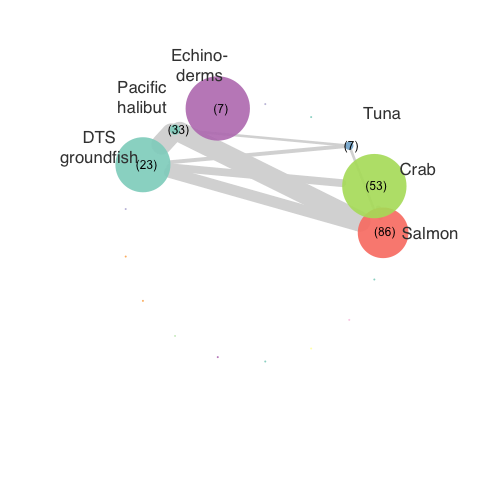 Echino-
derms
(7)
Pacific
halibut
(33)
Tuna
(7)
DTS
groundfish
(23)
Crab
(53)
Salmon
(86)